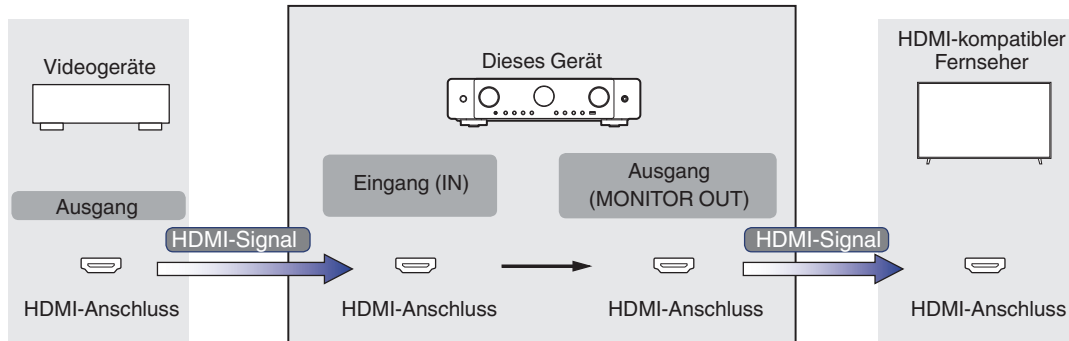 Videogeräte
Ausgang
HDMI-Signal
HDMI-Anschluss
Dieses Gerät
Eingang (IN)
HDMI-Anschluss
Ausgang
(MONITOR OUT)
HDMI-Anschluss
HDMI-Signal
HDMI-kompatibler
Fernseher
HDMI-Anschluss